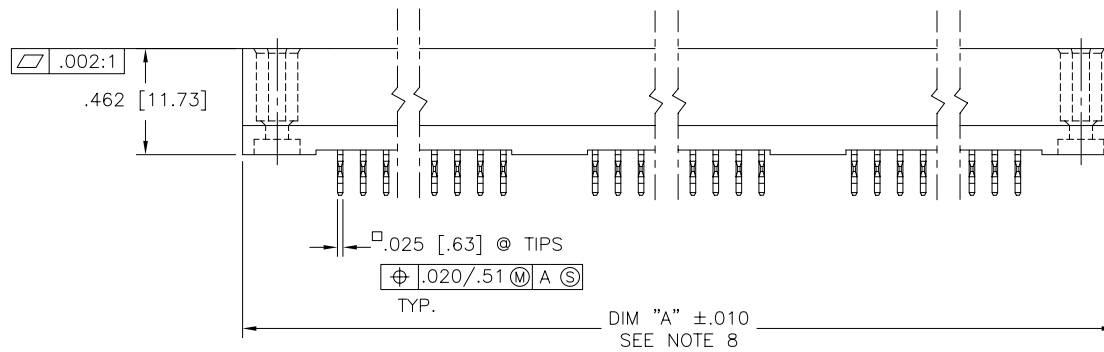 ⏥ .002:1
.462 [11.73]
□.025 [.63] @ TIPS
⌖ .020/.51 Ⓜ A Ⓢ
TYP.
DIM "A" ±.010
SEE NOTE 8